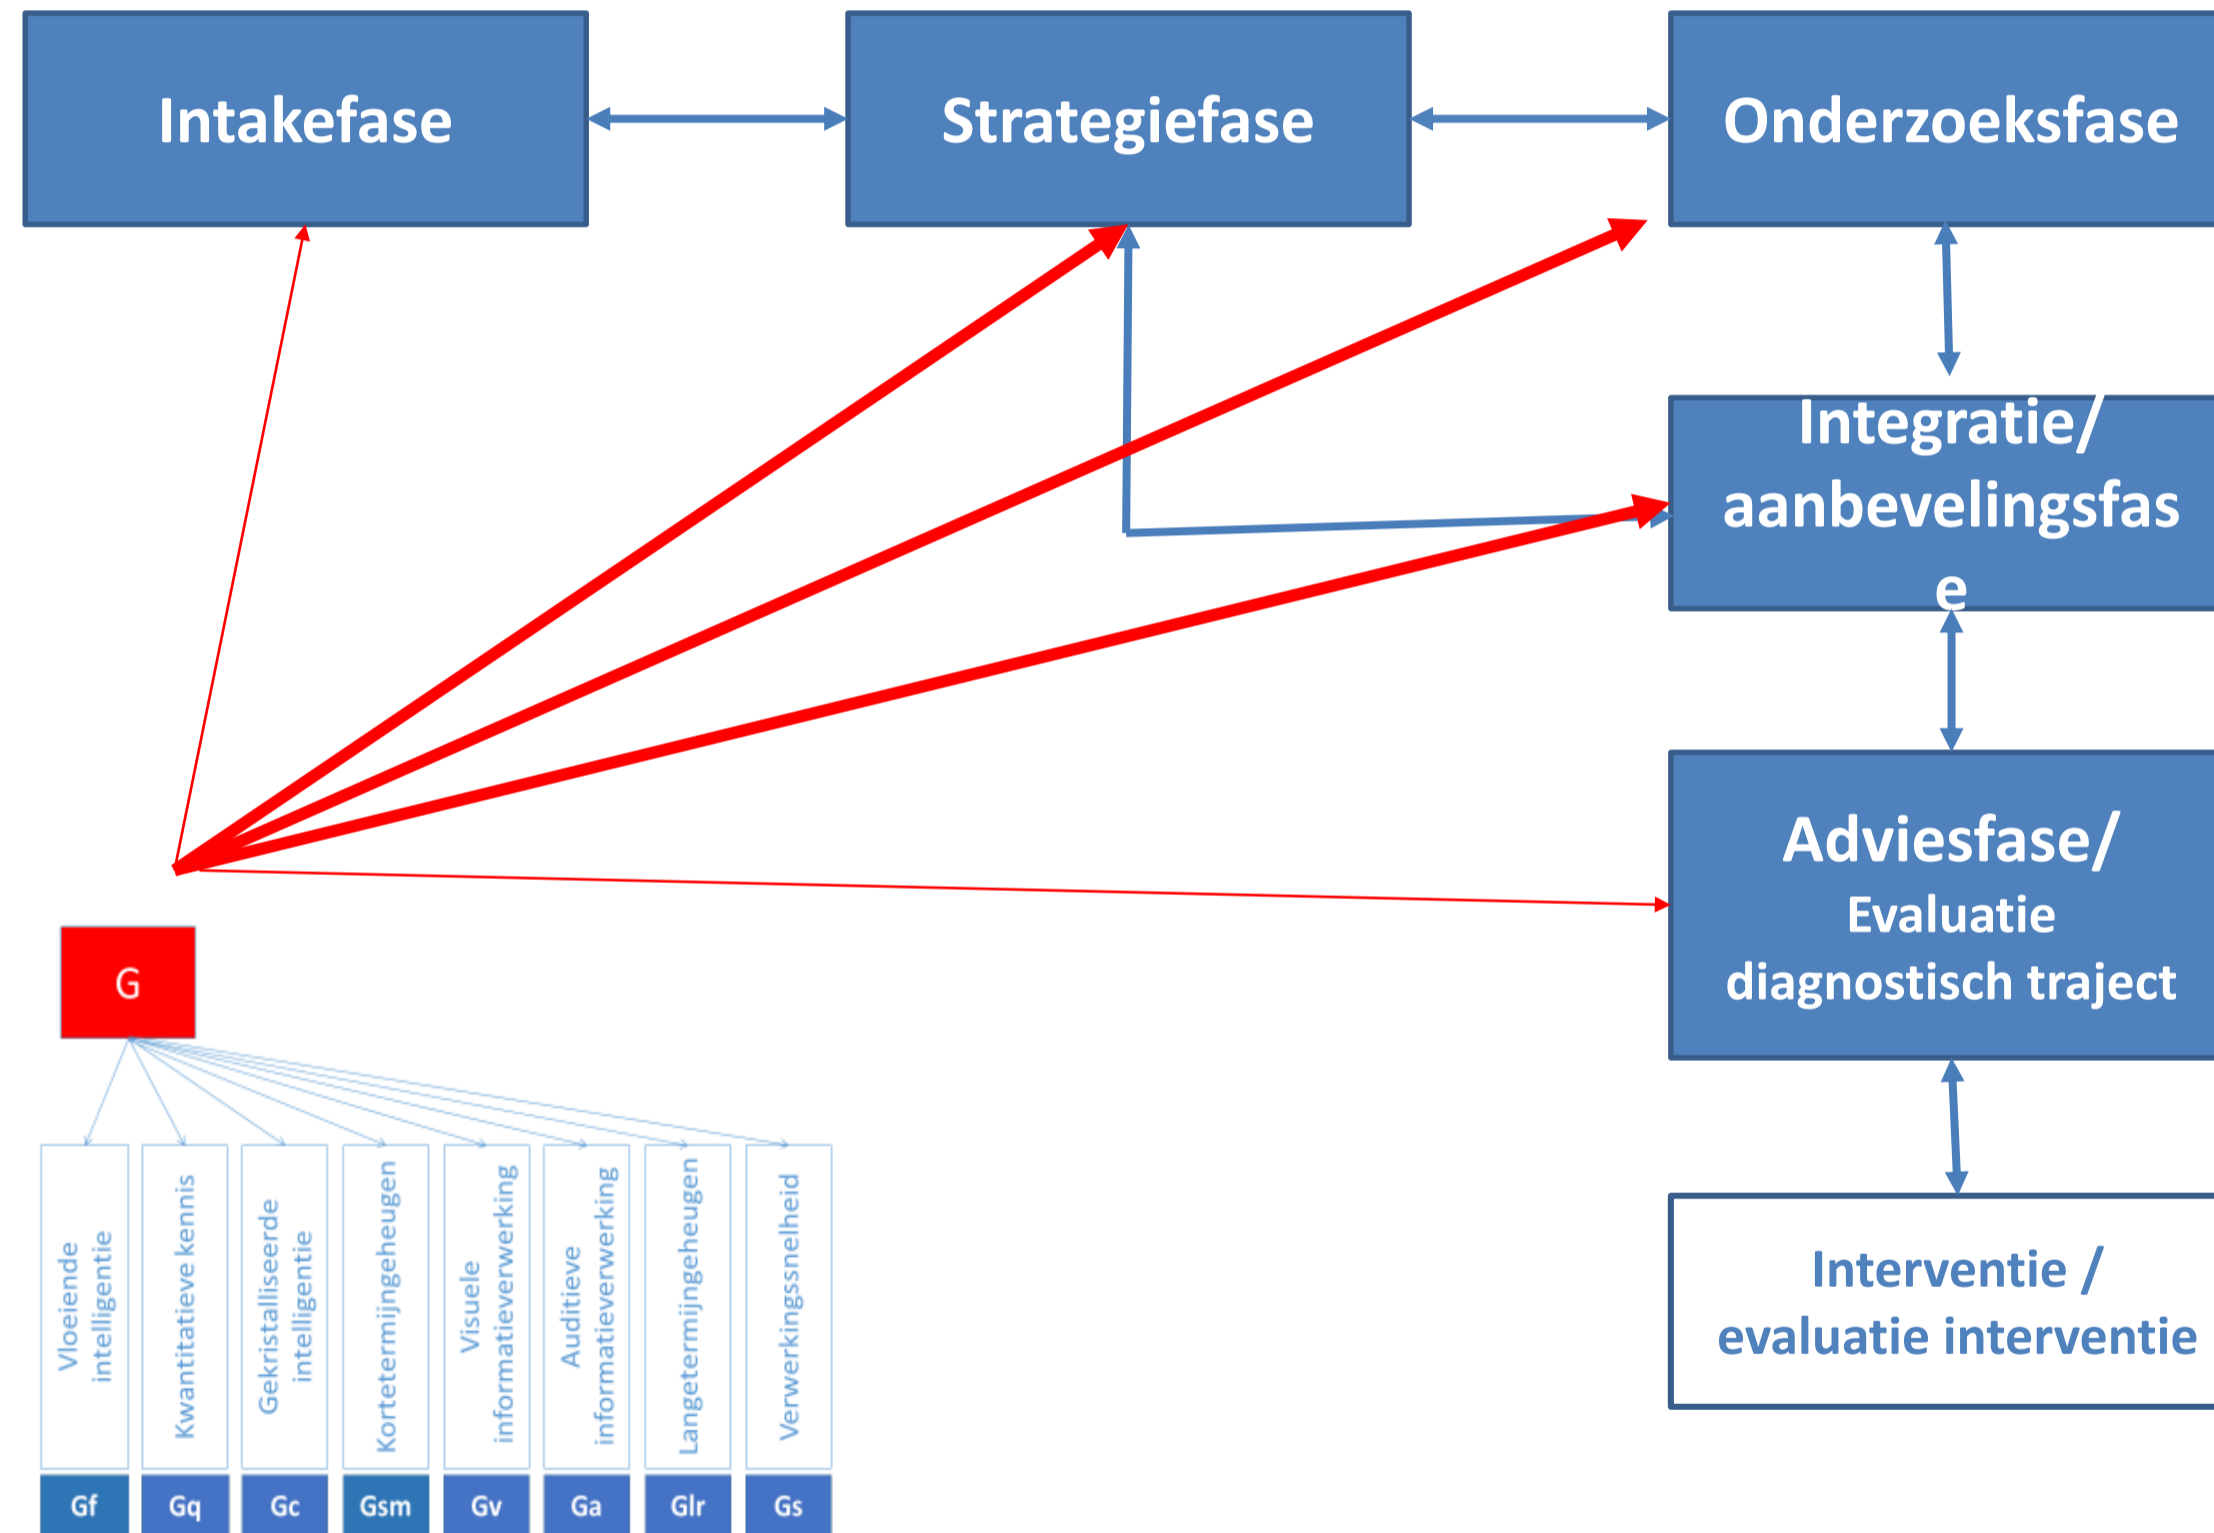 Intakefase
Strategiefase
Onderzoeksfase
Integratie/
aanbevelingsfas
e
Adviesfase/
Evaluatie
diagnostisch traject
Interventie /
evaluatie interventie
G
Vloeiende
intelligentie
Kwantitatieve kennis
Gekristalliseerde
intelligentie
Kortetermijngeheugen
Visuele
informatieverwerking
Auditieve
informatieverwerking
Langetermijngeheugen
Verwerkingssnelheid
Gf
Gq
Gc
Gsm
Gv
Ga
Glr
Gs